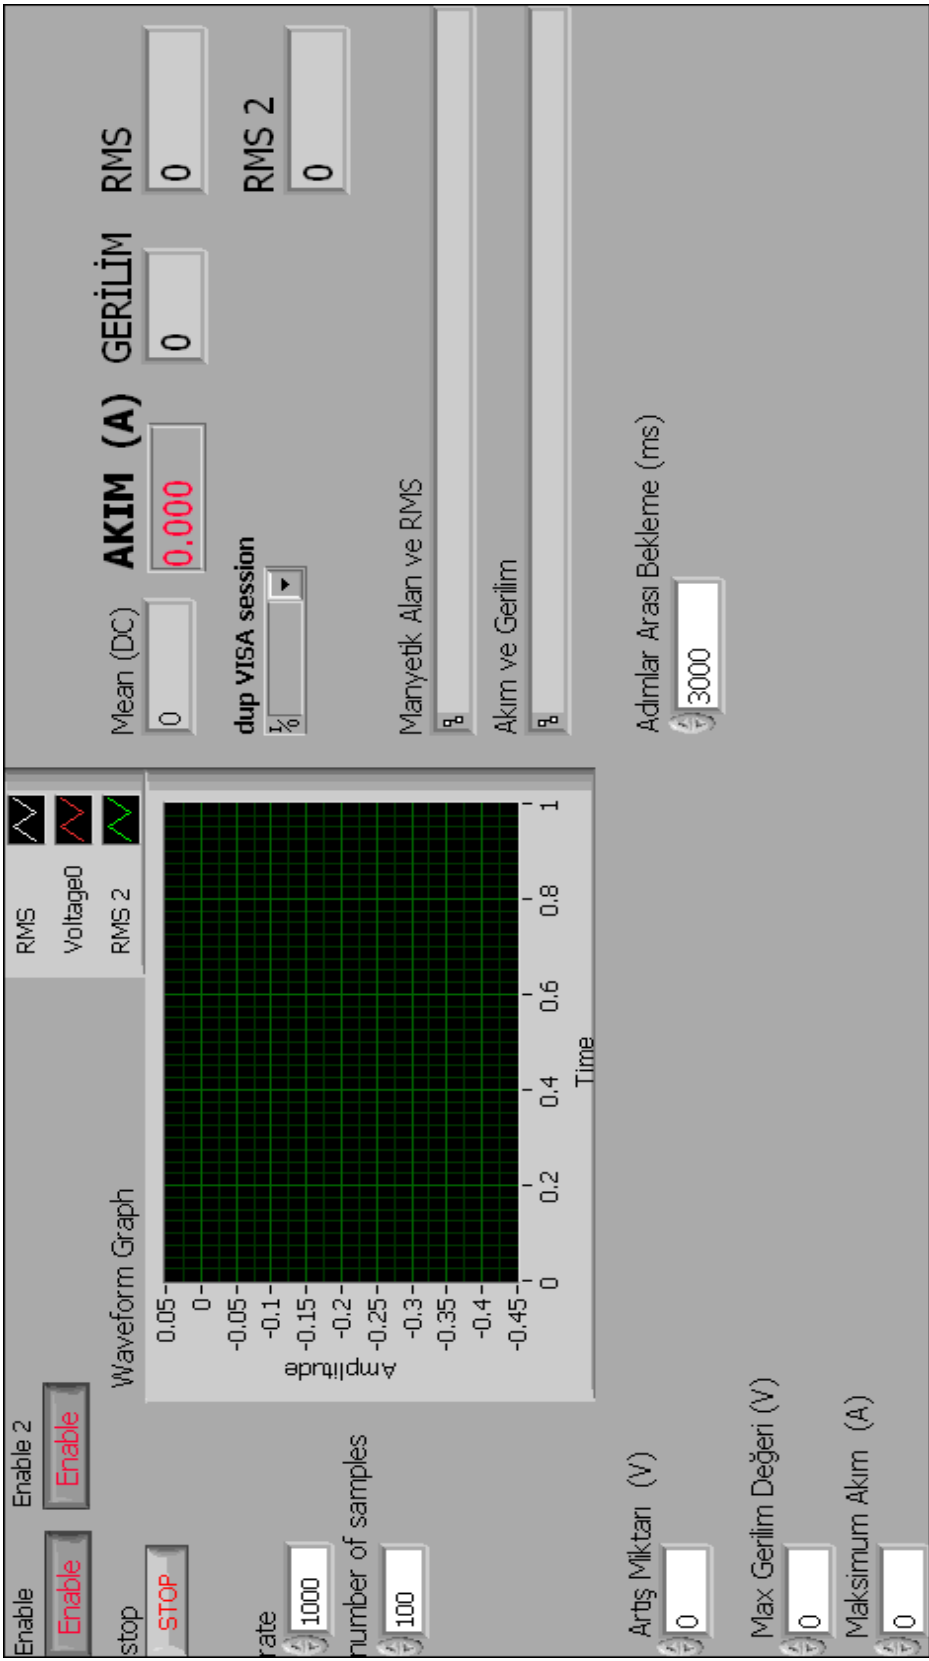 Enable
Enable
Enable 2
Enable
stop
STOP
rate
1000
number of samples
100
Artış Miktarı (V)
0
Max Gerilim Değeri (V)
0
Maksimum Akım (A)
0
Waveform Graph
RMS
Voltage0
RMS 2
Amplitude
0.05
0
-0.05
-0.1
-0.15
-0.2
-0.25
-0.3
-0.35
-0.4
-0.45
0
0.2
0.4
0.6
0.8
1
Time
Mean (DC)
0
AKIM (A)
0.000
GERİLİM
0
RMS
0
RMS 2
0
dup VISA session
I/O
Manyetik Alan ve RMS
Akım ve Gerilim
Adımlar Arası Bekleme (ms)
3000